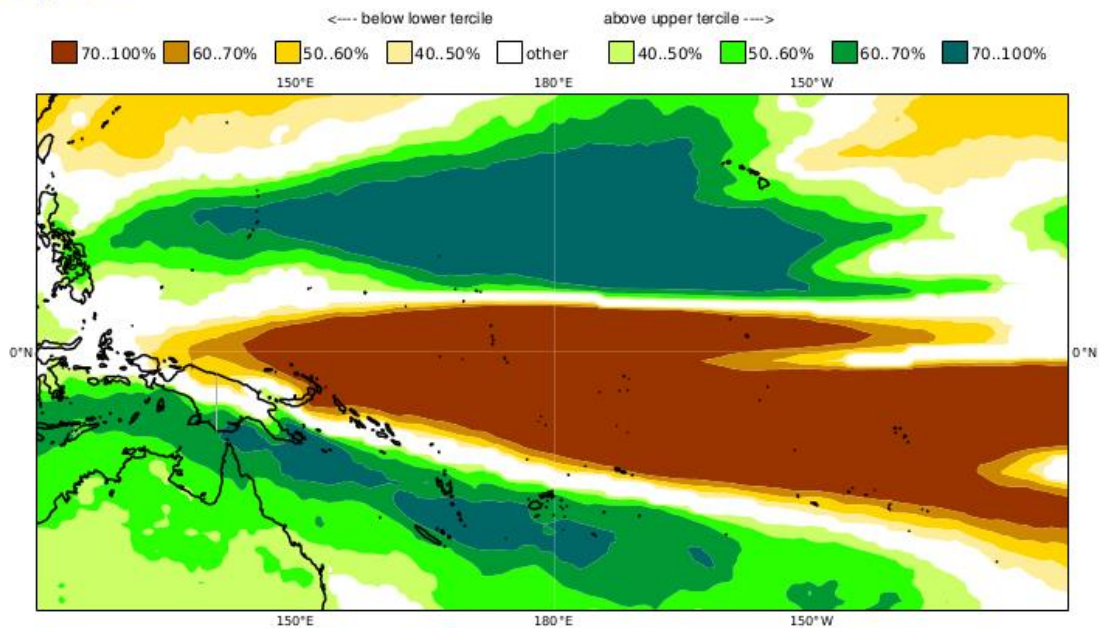 <---- below lower tercile above upper tercile ---->
70..100% 60..70% 50..60% 40..50% other 40..50% 50..60% 60..70% 70..100%
150°E 180°E 150°W
0°N 0°N
150°E 180°E 150°W